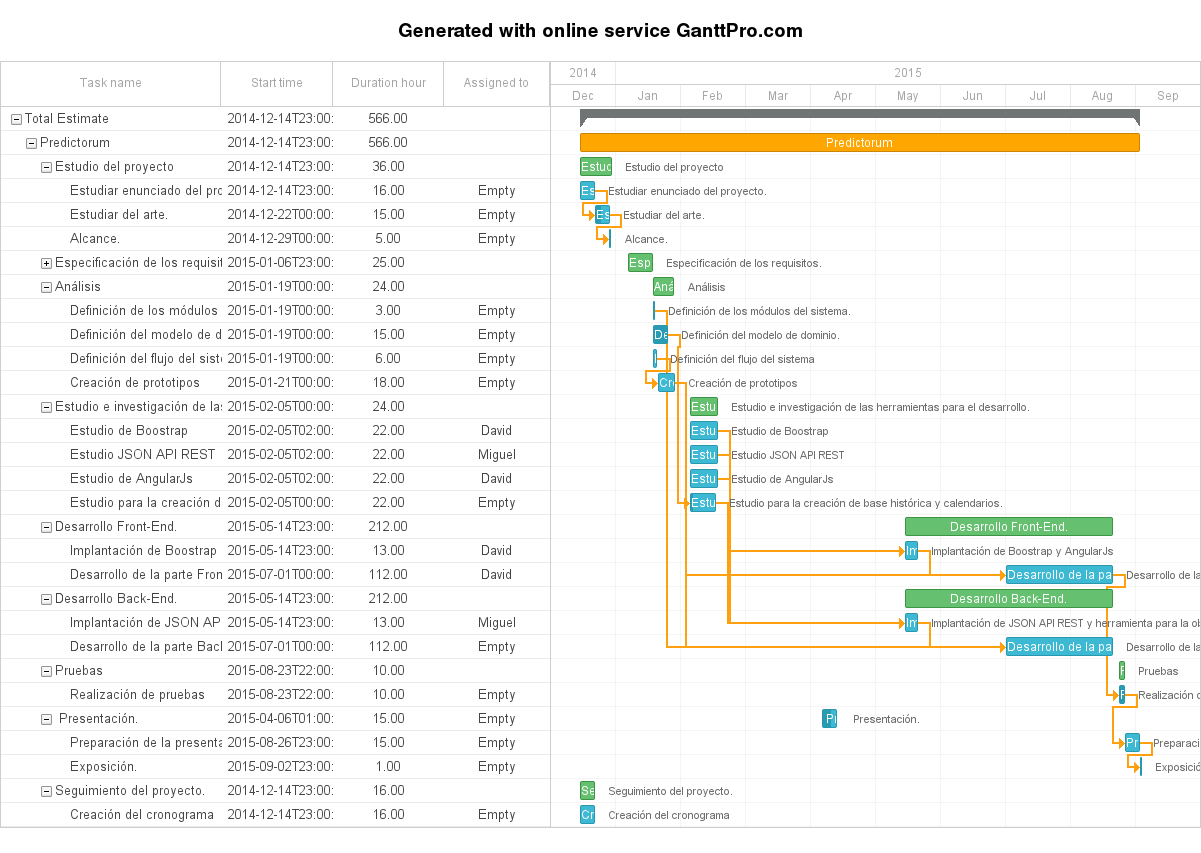 Generated with online service GanttPro.com
Task name Start time Duration hour Assigned to 2014 2015
Dec Jan Feb Mar Apr May Jun Jul Aug Sep
Total Estimate 2014-12-14T23:00: 566.00
Predictorum 2014-12-14T23:00: 566.00 Predictorum
Estudio del proyecto 2014-12-14T23:00: 36.00 Estud Estudio del proyecto
Estudiar enunciado del pro 2014-12-14T23:00: 16.00 Empty Es Estudiar enunciado del proyecto.
Estudiar del arte. 2014-12-22T00:00: 15.00 Empty Es Estudiar del arte.
Alcance. 2014-12-29T00:00: 5.00 Empty Alcance.
Especificación de los requisit 2015-01-06T23:00: 25.00 Esp Especificación de los requisitos.
Análisis 2015-01-19T00:00: 24.00 Aná Análisis
Definición de los módulos 2015-01-19T00:00: 3.00 Empty Definición de los módulos del sistema.
Definición del modelo de d 2015-01-19T00:00: 15.00 Empty De Definición del modelo de dominio.
Definición del flujo del siste 2015-01-19T00:00: 6.00 Empty Definición del flujo del sistema
Creación de prototipos 2015-01-21T00:00: 18.00 Empty Cr Creación de prototipos
Estudio e investigación de las 2015-02-05T00:00: 24.00 Estu Estudio e investigación de las herramientas para el desarrollo.
Estudio de Boostrap 2015-02-05T02:00: 22.00 David Estu Estudio de Boostrap
Estudio JSON API REST 2015-02-05T02:00: 22.00 Miguel Estu Estudio JSON API REST
Estudio de AngularJs 2015-02-05T02:00: 22.00 David Estu Estudio de AngularJs
Estudio para la creación d 2015-02-05T00:00: 22.00 Empty Estu Estudio para la creación de base histórica y calendarios.
Desarrollo Front-End. 2015-05-14T23:00: 212.00 Desarrollo Front-End.
Implantación de Boostrap 2015-05-14T23:00: 13.00 David Im Implantación de Boostrap y AngularJs
Desarrollo de la parte Fron 2015-07-01T00:00: 112.00 David Desarrollo de la pa Desarrollo de la
Desarrollo Back-End. 2015-05-14T23:00: 212.00 Desarrollo Back-End.
Implantación de JSON AP 2015-05-14T23:00: 13.00 Miguel Im Implantación de JSON API REST y herramienta para la ob
Desarrollo de la parte Bacl 2015-07-01T00:00: 112.00 Empty Desarrollo de la pa Desarrollo de la
Pruebas 2015-08-23T22:00: 10.00 P Pruebas
Realización de pruebas 2015-08-23T22:00: 10.00 Empty Realización d
Presentación. 2015-04-06T01:00: 15.00 Empty Pr Presentación.
Preparación de la presenta 2015-08-26T23:00: 15.00 Empty Pr Preparaci
Exposición. 2015-09-02T23:00: 1.00 Empty Exposició
Seguimiento del proyecto. 2014-12-14T23:00: 16.00 Se Seguimiento del proyecto.
Creación del cronograma 2014-12-14T23:00: 16.00 Empty Cr Creación del cronograma